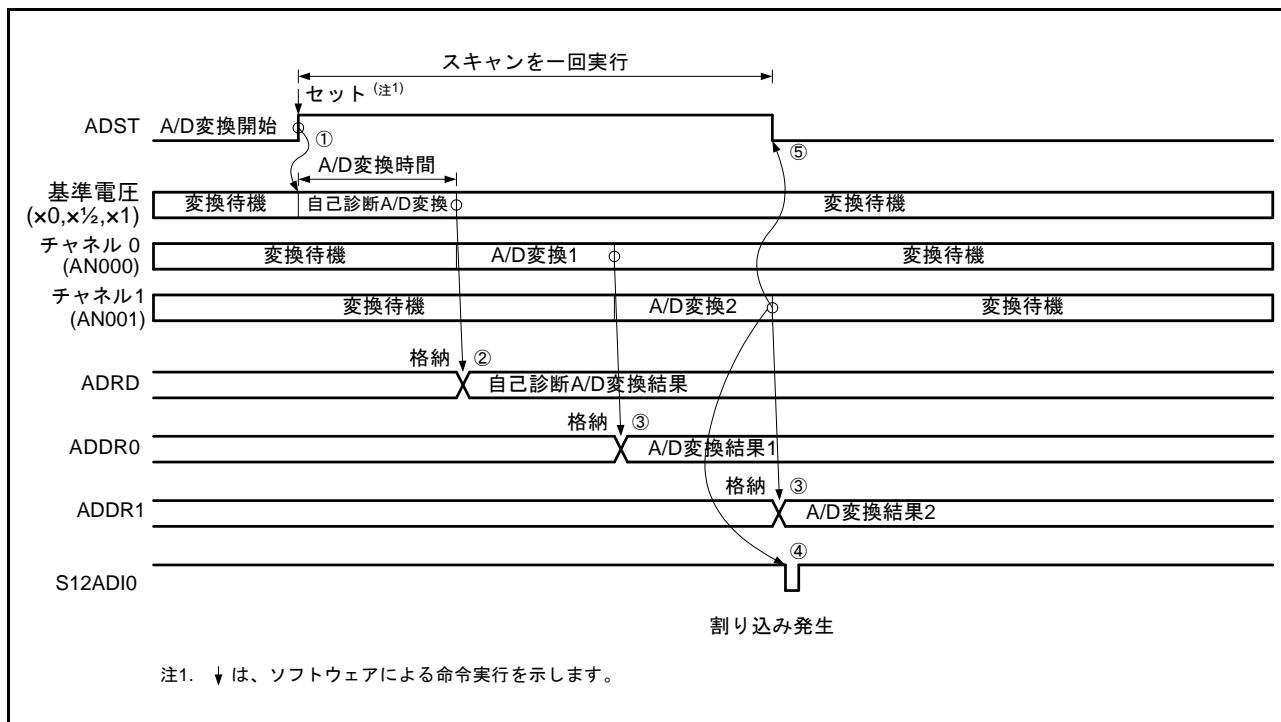 スキャンを一回実行
セット (注1)
ADST
A/D変換開始
①
⑤
A/D変換時間
基準電圧
(×0,×½,×1)
変換待機
自己診断A/D変換
変換待機
チャネル 0
(AN000)
変換待機
A/D変換1
変換待機
チャネル1
(AN001)
変換待機
A/D変換2
変換待機
格納 ②
ADRD
自己診断A/D変換結果
格納 ③
ADDR0
A/D変換結果1
格納 ③
ADDR1
A/D変換結果2
④
S12ADI0
割り込み発生
注1. ↓ は、ソフトウェアによる命令実行を示します。